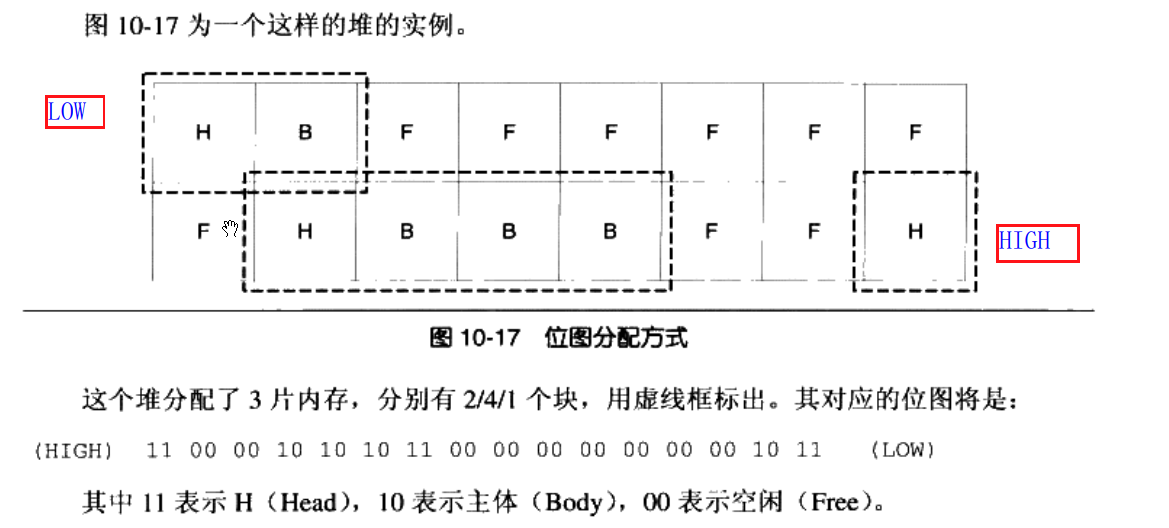 图 10-17 为一个这样的堆的实例。
LOW
H B F F F F F F
F H B B B F F H
HIGH
图 10-17 位图分配方式
这个堆分配了 3 片内存，分别有 2/4/1 个块，用虚线框标出。其对应的位图将是：
(HIGH) 11 00 00 10 10 10 11 00 00 00 00 00 00 00 10 11 (LOW)
其中 11 表示 H（Head），10 表示主体（Body），00 表示空闲（Free）。